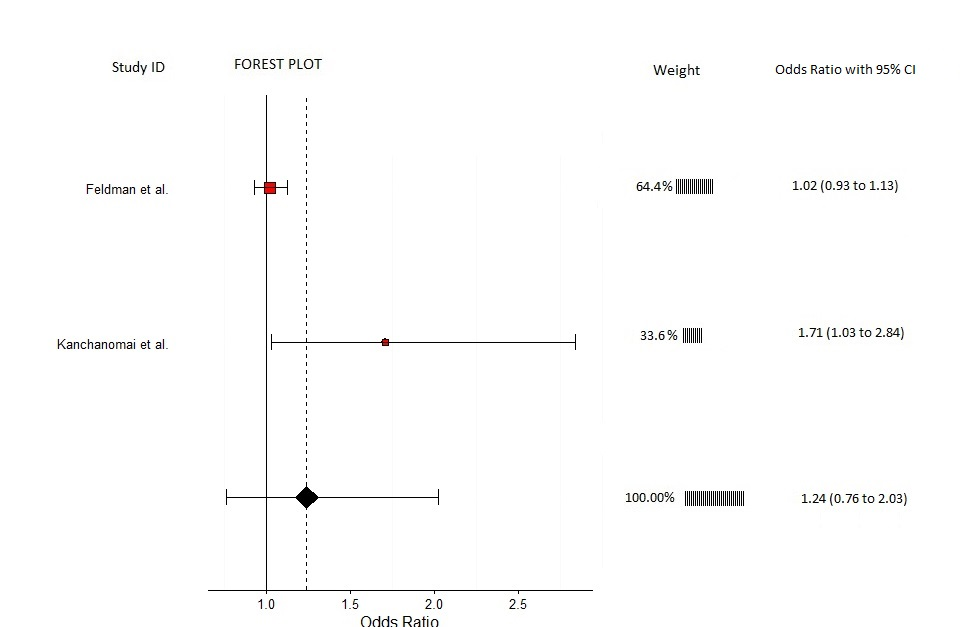 Study ID FOREST PLOT Weight Odds Ratio with 95% CI
Feldman et al. 64.4% 1.02 (0.93 to 1.13)
Kanchanomai et al. 33.6% 1.71 (1.03 to 2.84)
100.00% 1.24 (0.76 to 2.03)
1.0 1.5 2.0 2.5
Odds Ratio